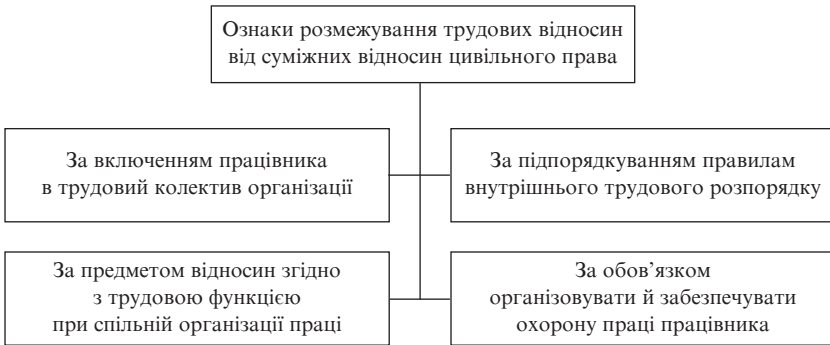 Ознаки розмежування трудових відносин
від суміжних відносин цивільного права
За включенням працівника
в трудовий колектив організації
За підпорядкуванням правилам
внутрішнього трудового розпорядку
За предметом відносин згідно
з трудовою функцією
при спільній організації праці
За обов’язком
організовувати й забезпечувати
охорону праці працівника